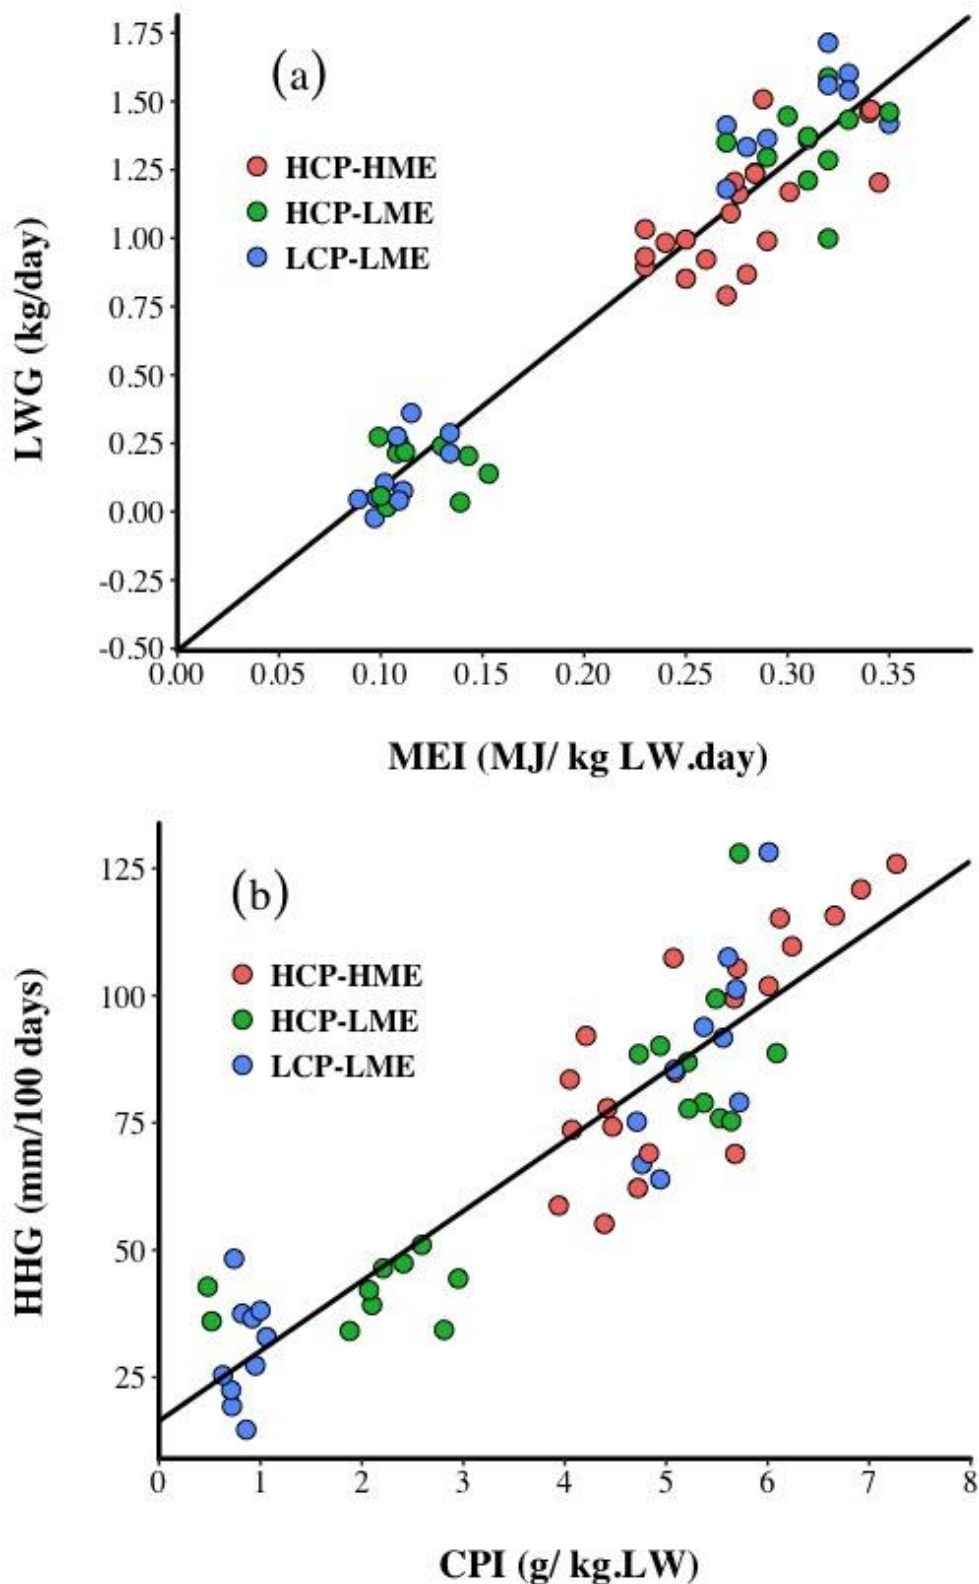 (a)
HCP-HME
HCP-LME
LCP-LME
LWG (kg/day)
1.75
1.50
1.25
1.00
0.75
0.50
0.25
0.00
-0.25
-0.50
0.00 0.05 0.10 0.15 0.20 0.25 0.30 0.35
MEI (MJ/ kg LW.day)
(b)
HCP-HME
HCP-LME
LCP-LME
HHG (mm/100 days)
125
100
75
50
25
0 1 2 3 4 5 6 7 8
CPI (g/ kg.LW)